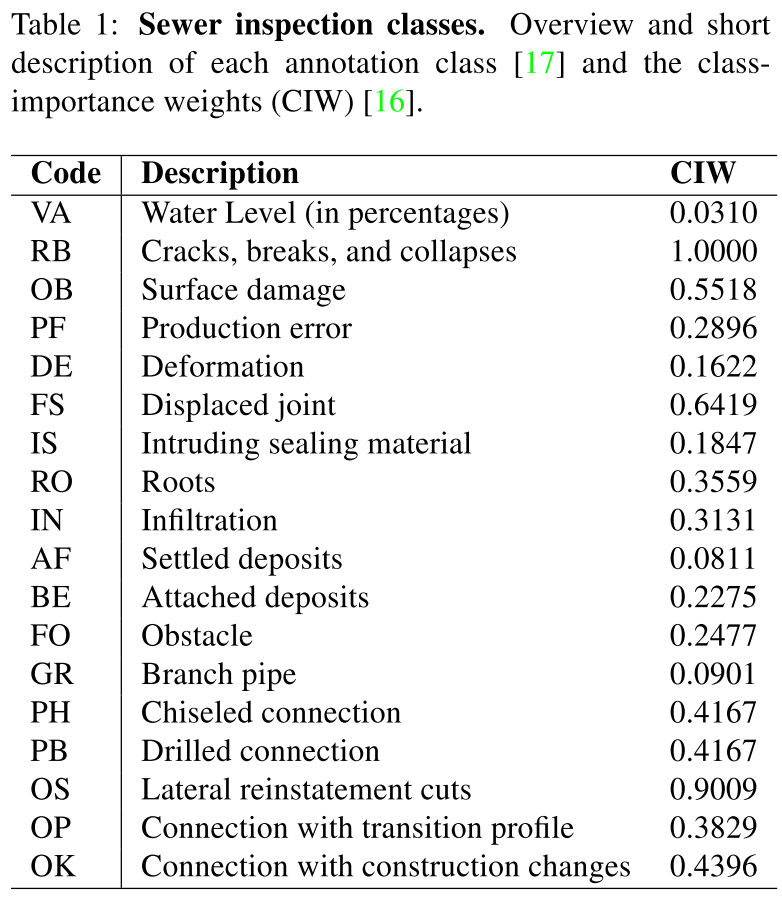 Table 1: Sewer inspection classes. Overview and short
description of each annotation class [17] and the class-
importance weights (CIW) [16].
Code Description CIW
VA Water Level (in percentages) 0.0310
RB Cracks, breaks, and collapses 1.0000
OB Surface damage 0.5518
PF Production error 0.2896
DE Deformation 0.1622
FS Displaced joint 0.6419
IS Intruding sealing material 0.1847
RO Roots 0.3559
IN Infiltration 0.3131
AF Settled deposits 0.0811
BE Attached deposits 0.2275
FO Obstacle 0.2477
GR Branch pipe 0.0901
PH Chiseled connection 0.4167
PB Drilled connection 0.4167
OS Lateral reinstatement cuts 0.9009
OP Connection with transition profile 0.3829
OK Connection with construction changes 0.4396